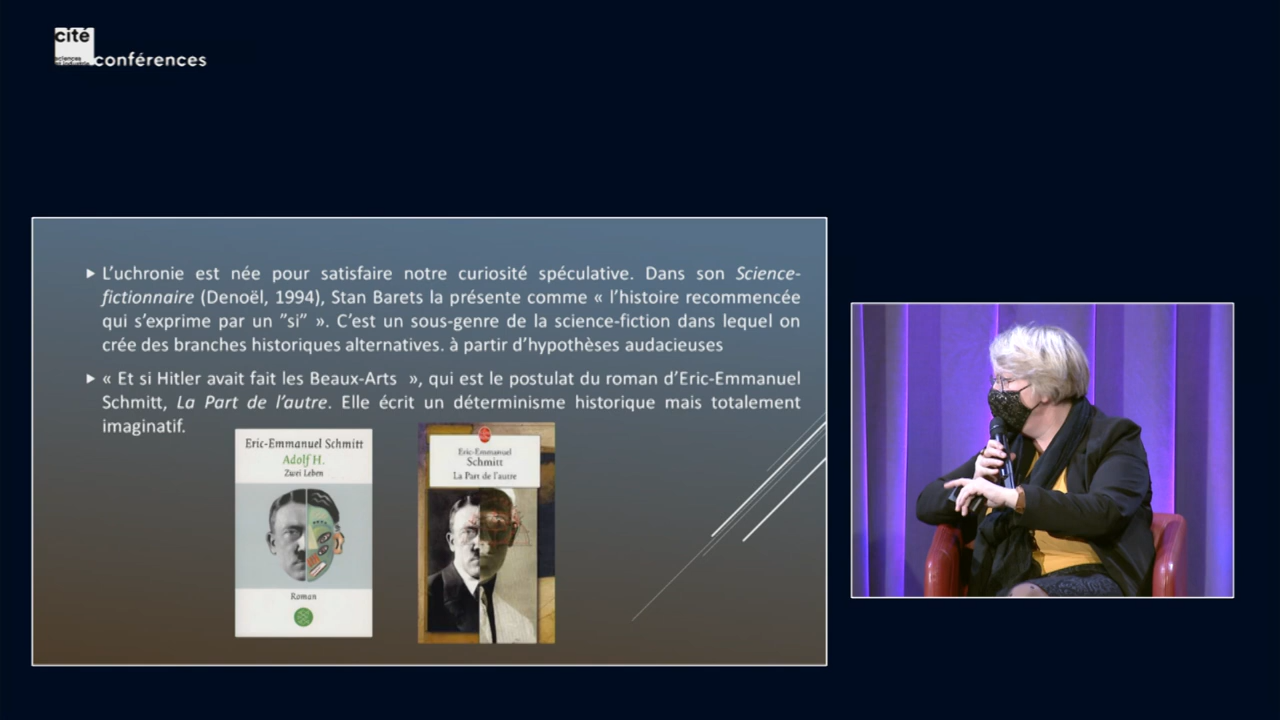 cité
sciences
et industrie
conférences
▶ L’uchronie est née pour satisfaire notre curiosité spéculative. Dans son Science-
fictionnaire (Denoël, 1994), Stan Barets la présente comme « l’histoire recommencée
qui s’exprime par un ”si” ». C’est un sous-genre de la science-fiction dans lequel on
crée des branches historiques alternatives. à partir d’hypothèses audacieuses
▶ « Et si Hitler avait fait les Beaux-Arts », qui est le postulat du roman d’Eric-Emmanuel
Schmitt, La Part de l’autre. Elle écrit un déterminisme historique mais totalement
imaginatif.
Eric-Emmanuel Schmitt
Adolf H.
Zwei Leben
Roman
Eric-Emmanuel
Schmitt
La Part de l’autre